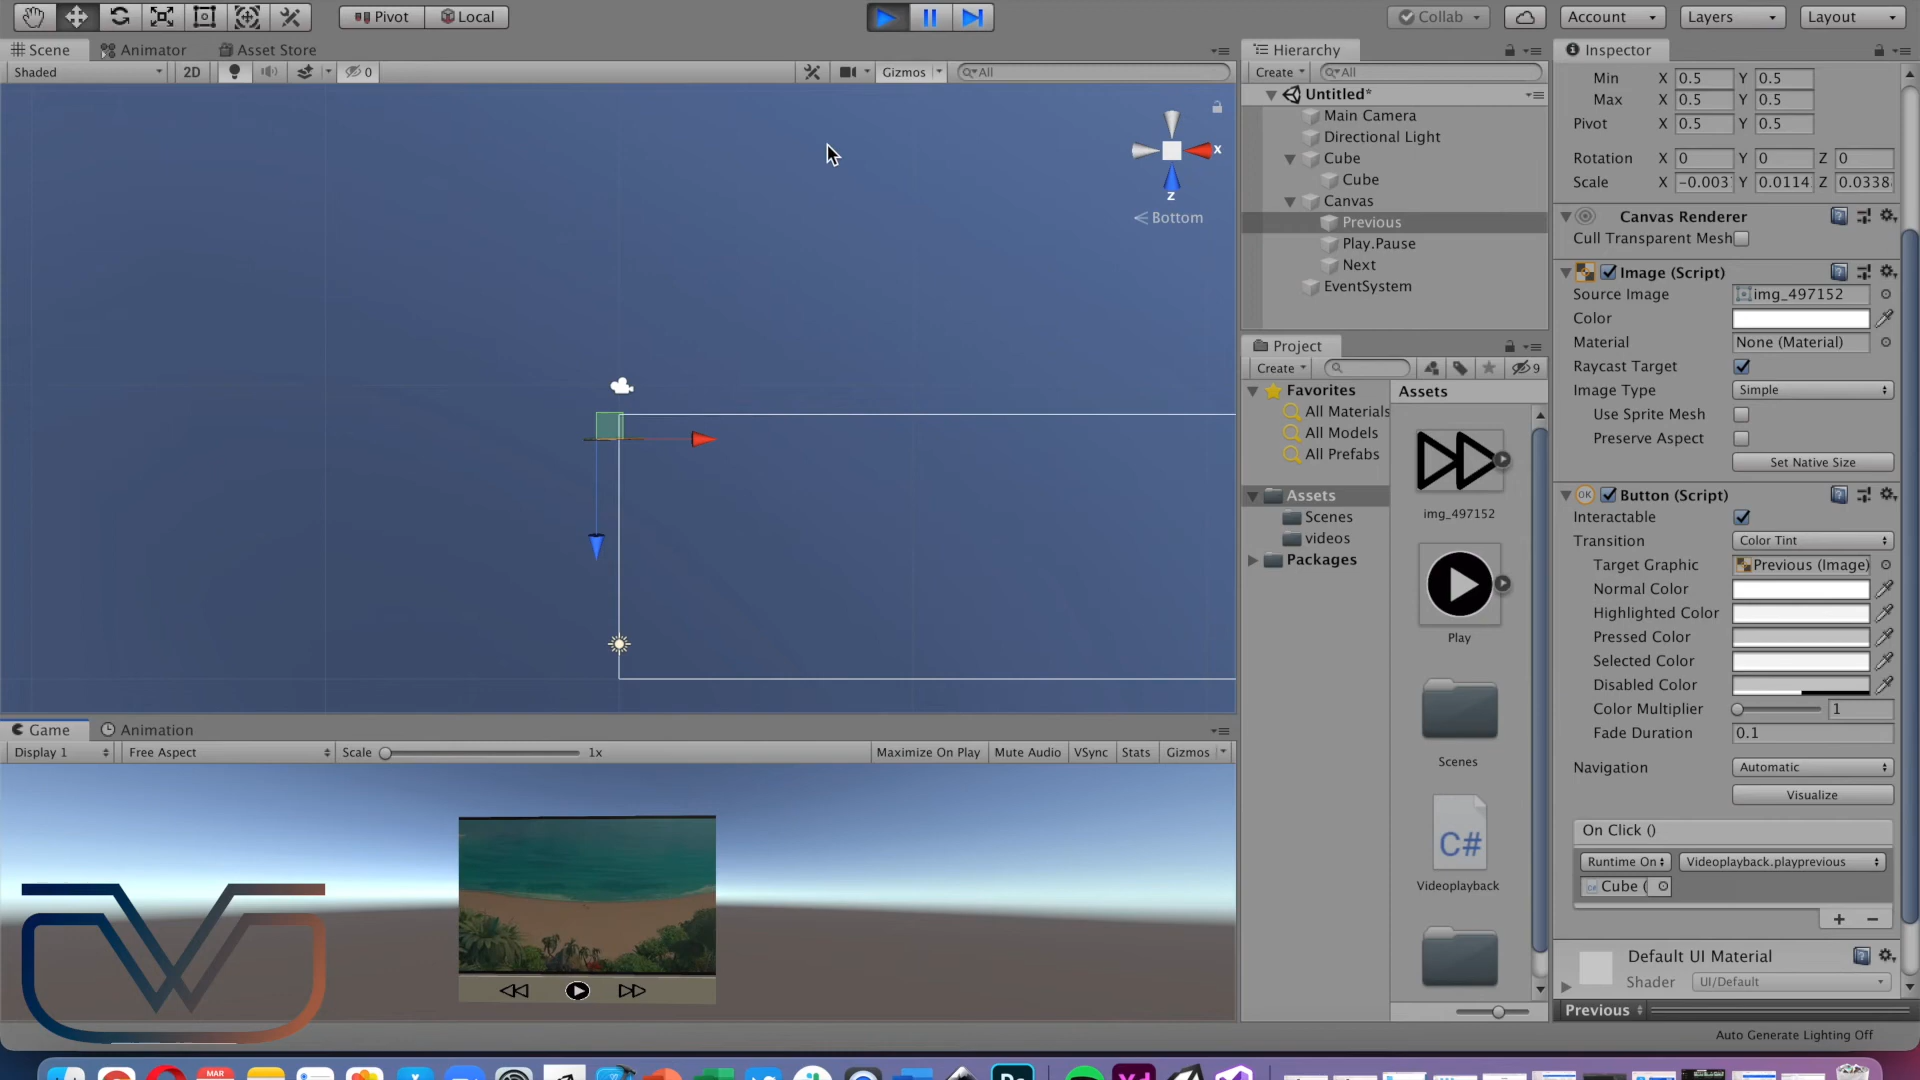 Pivot
Local
Collab
Account
Layers
Layout
Scene
Animator
Asset Store
Shaded
2D
0
Gizmos
All
X
Z
Bottom
Hierarchy
Create
All
Untitled*
Main Camera
Directional Light
Cube
Cube
Canvas
Previous
Play.Pause
Next
EventSystem
Project
Create
9
Favorites
All Materials
All Models
All Prefabs
Assets
Scenes
videos
Packages
Assets
img_497152
Play
Scenes
C#
Videoplayback
Inspector
Min X 0.5 Y 0.5
Max X 0.5 Y 0.5
Pivot X 0.5 Y 0.5
Rotation X 0 Y 0 Z 0
Scale X -0.003 Y 0.0114 Z 0.0338
Canvas Renderer
Cull Transparent Mesh
Image (Script)
Source Image img_497152
Color
Material None (Material)
Raycast Target
Image Type Simple
Use Sprite Mesh
Preserve Aspect
Set Native Size
OK Button (Script)
Interactable
Transition Color Tint
Target Graphic Previous (Image)
Normal Color
Highlighted Color
Pressed Color
Selected Color
Disabled Color
Color Multiplier 1
Fade Duration 0.1
Navigation Automatic
Visualize
On Click ()
Runtime On Videoplayback.playprevious
Cube (
Default UI Material
Shader UI/Default
Previous
Auto Generate Lighting Off
Game
Animation
Display 1
Free Aspect
Scale 1x
Maximize On Play
Mute Audio
VSync
Stats
Gizmos
MAR